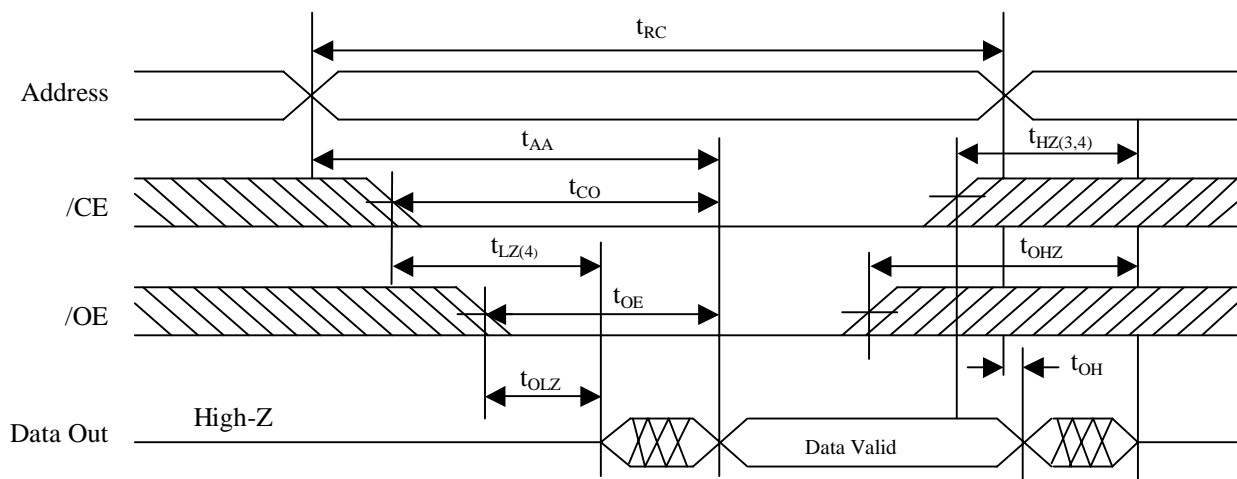 tRC
Address
tAA
tHZ(3,4)
/CE
tCO
tLZ(4)
tOHZ
/OE
tOE
tOLZ
tOH
High-Z
Data Out
Data Valid